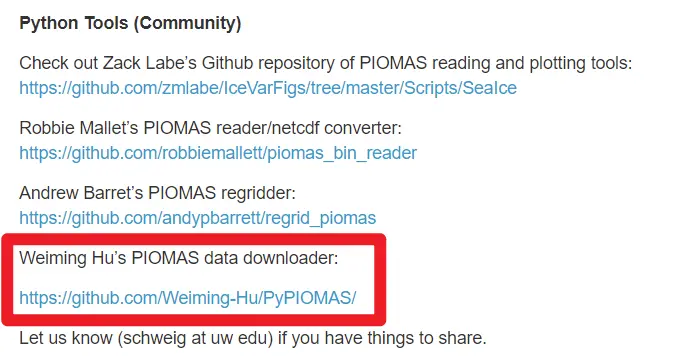 Python Tools (Community)
Check out Zack Labe’s Github repository of PIOMAS reading and plotting tools:
https://github.com/zmlabe/IceVarFigs/tree/master/Scripts/SeaIce
Robbie Mallet’s PIOMAS reader/netcdf converter:
https://github.com/robbiemallett/piomas_bin_reader
Andrew Barret’s PIOMAS regridder:
https://github.com/andypbarrett/regrid_piomas
Weiming Hu’s PIOMAS data downloader:
https://github.com/Weiming-Hu/PyPIOMAS/
Let us know (schweig at uw edu) if you have things to share.